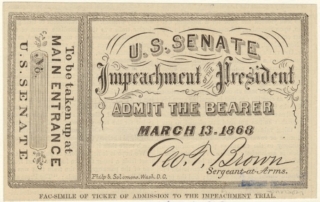 To be taken up at
MAIN ENTRANCE
U.S. SENATE
U.S. SENATE
Impeachment of the President
ADMIT THE BEARER
MARCH 13. 1868
Geo. T. Brown
Sergeant-at-Arms.
Philp & Solomons. Wash. D.C.
FAC-SIMILE OF TICKET OF ADMISSION TO THE IMPEACHMENT TRIAL.